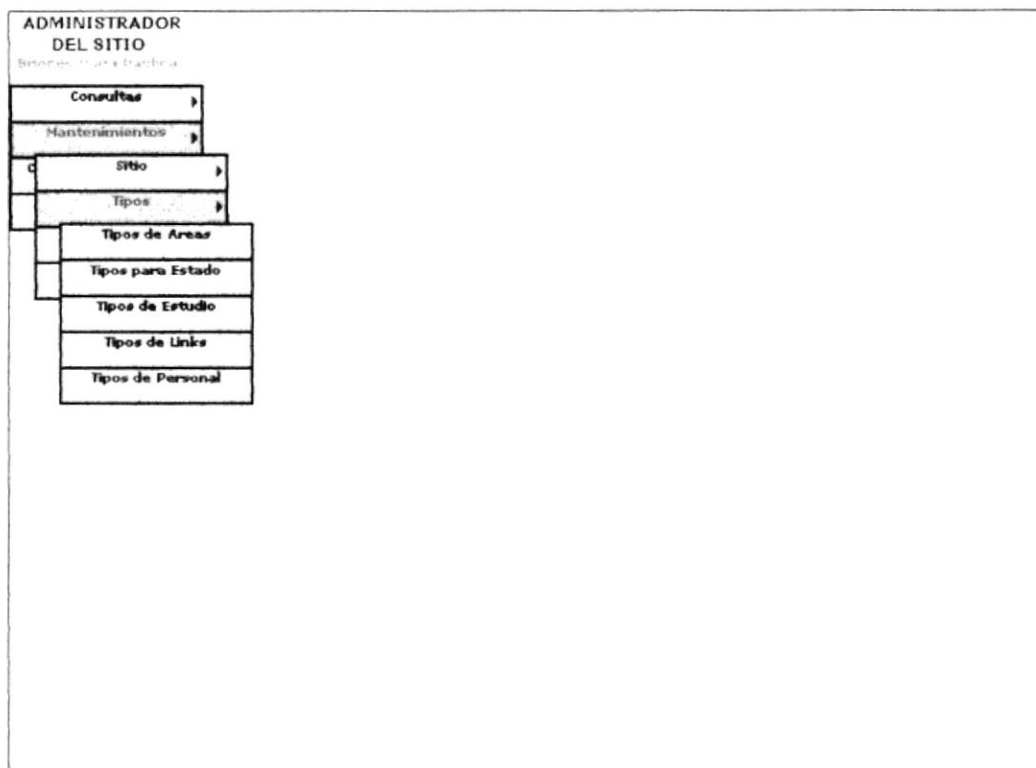 ADMINISTRADOR
DEL SITIO
Consultas
Mantenimientos
Sitio
Tipos
Tipos de Areas
Tipos para Estado
Tipos de Estudio
Tipos de Links
Tipos de Personal